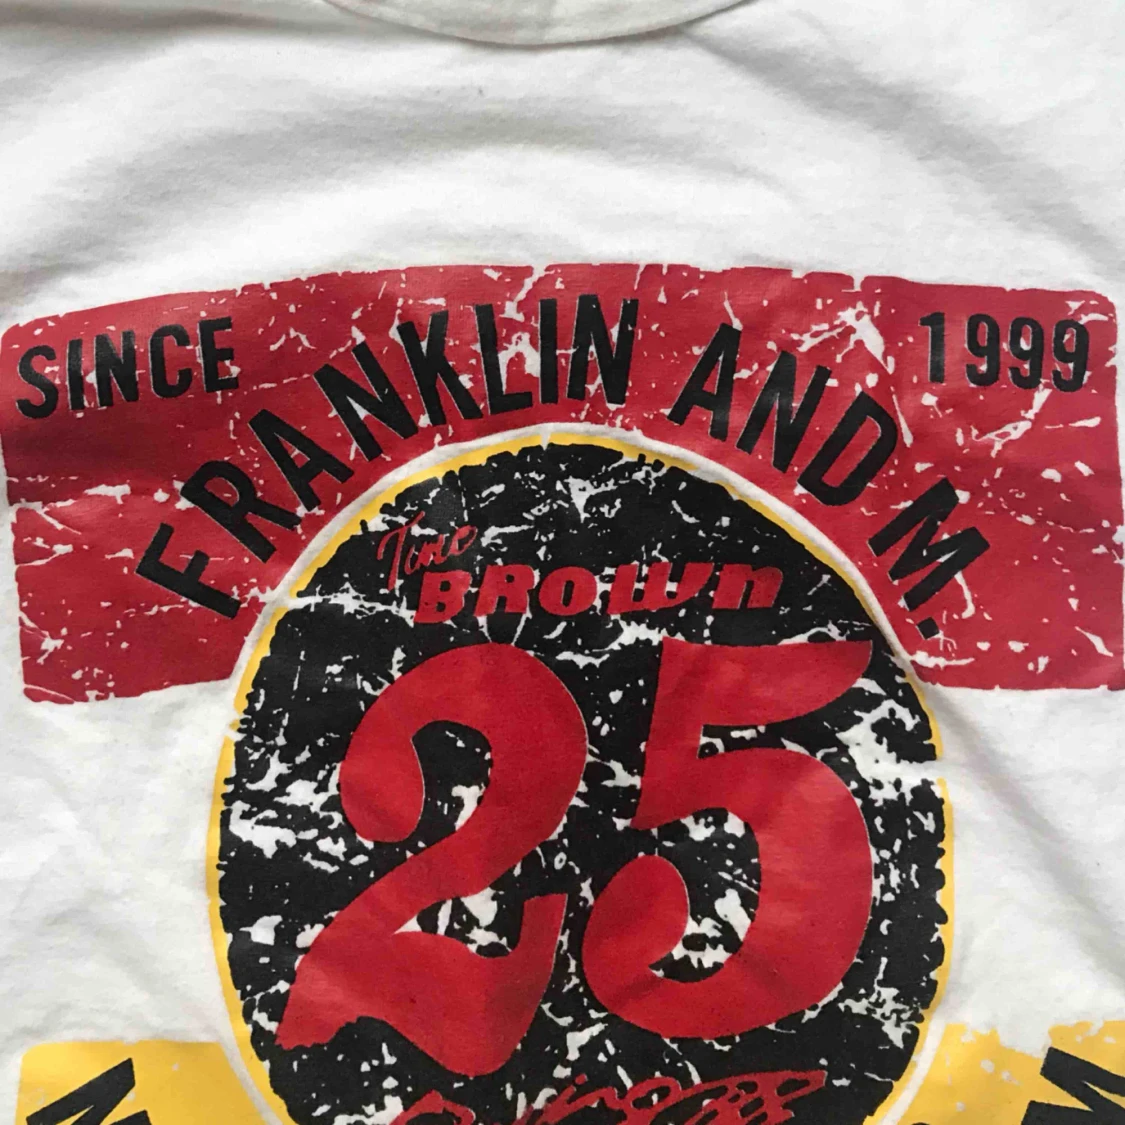 SINCE
FRANKLIN AND M.
1999
BROWN
25